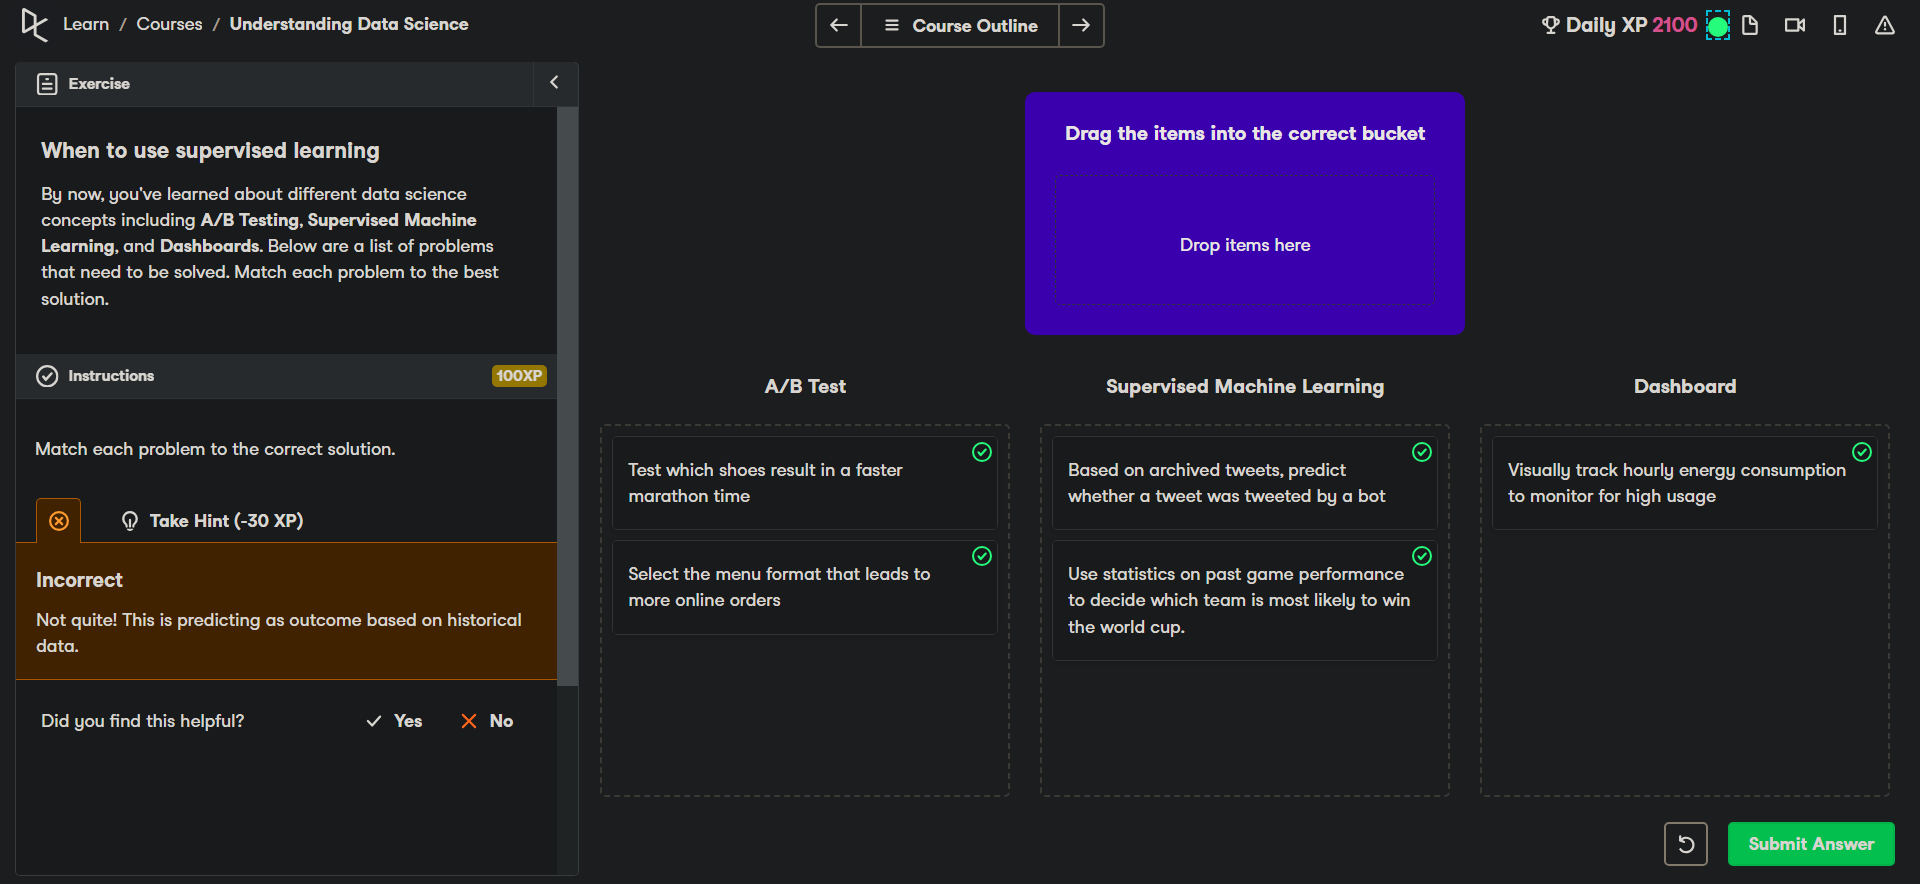 Learn / Courses / Understanding Data Science
Course Outline
Daily XP 2100
Exercise
When to use supervised learning
By now, you've learned about different data science
concepts including A/B Testing, Supervised Machine
Learning, and Dashboards. Below are a list of problems
that need to be solved. Match each problem to the best
solution.
Instructions
100XP
Match each problem to the correct solution.
Take Hint (-30 XP)
Incorrect
Not quite! This is predicting as outcome based on historical
data.
Did you find this helpful?
Yes
No
Drag the items into the correct bucket
Drop items here
A/B Test
Test which shoes result in a faster
marathon time
Select the menu format that leads to
more online orders
Supervised Machine Learning
Based on archived tweets, predict
whether a tweet was tweeted by a bot
Use statistics on past game performance
to decide which team is most likely to win
the world cup.
Dashboard
Visually track hourly energy consumption
to monitor for high usage
Submit Answer